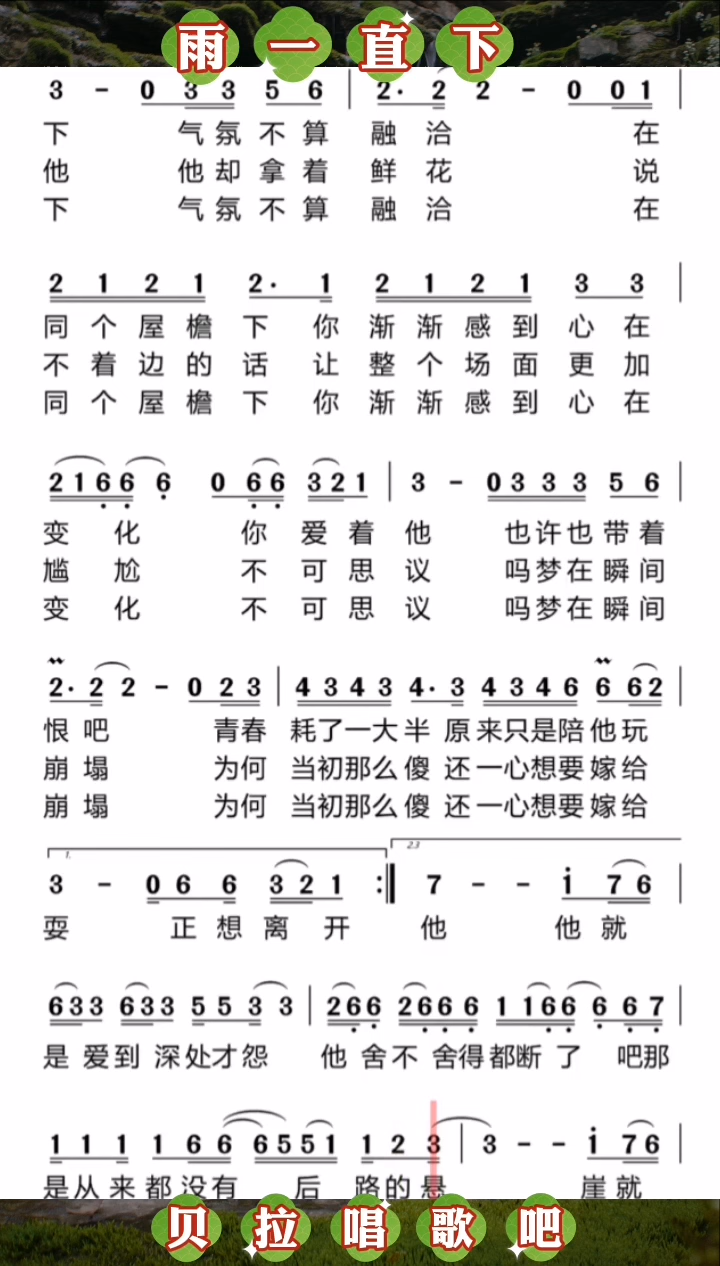 雨一直下
3 - 0 3 3 5 6 | 2· 2 2 - 0 0 1 |
下 气氛不算 融洽 在
他 他却拿着 鲜花 说
下 气氛不算 融洽 在
2 1 2 1 2· 1 2 1 2 1 3 3 |
同个屋檐下 你渐渐感到心在
不着边的话 让整个场面更加
同个屋檐下 你渐渐感到心在
2 1 6 6 6 0 6 6 3 2 1 | 3 - 0 3 3 3 5 6 |
变化 你爱着他 也许也带着
尴尬 不可思议 吗梦在瞬间
变化 不可思议 吗梦在瞬间
2· 2 2 - 0 2 3 | 4 3 4 3 4· 3 4 3 4 6 6 6 2 |
恨吧 青春 耗了一大半 原来只是陪他玩
崩塌 为何 当初那么傻 还一心想要嫁给
崩塌 为何 当初那么傻 还一心想要嫁给
1. 2.3
3 - 0 6 6 3 2 1 :| 7 - - 1 7 6 |
耍 正想离开 他 他就
6 3 3 6 3 3 5 5 3 3 | 2 6 6 2 6 6 6 1 1 6 6 6 6 7 |
是爱到深处才怨 他舍不舍得都断了 吧那
1 1 1 1 6 6 6 5 5 1 1 2 3 | 3 - - 1 7 6 |
是从来都没有 后 路的悬 崖就
贝拉唱歌吧